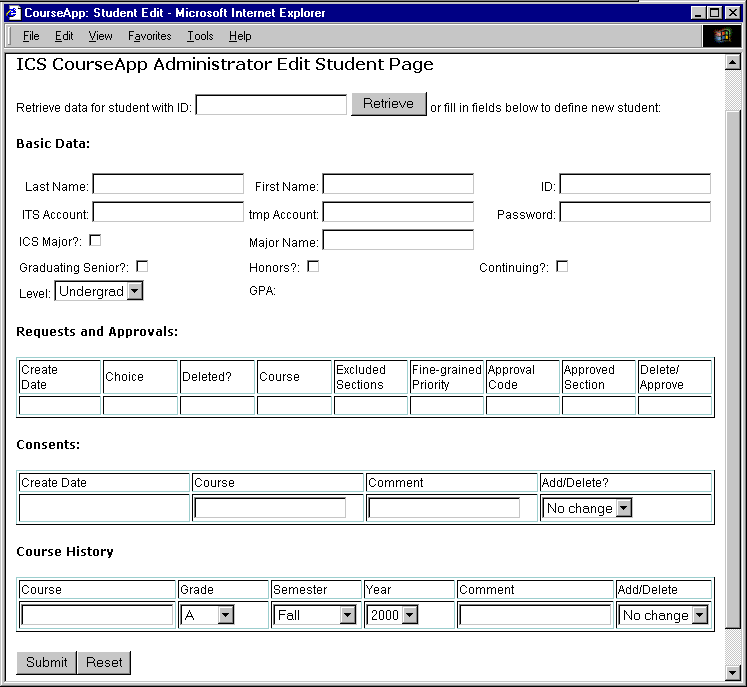 CourseApp: Student Edit - Microsoft Internet Explorer
File Edit View Favorites Tools Help
ICS CourseApp Administrator Edit Student Page
Retrieve data for student with ID: Retrieve or fill in fields below to define new student:
Basic Data:
Last Name: First Name: ID:
ITS Account: tmp Account: Password:
ICS Major?: Major Name:
Graduating Senior?: Honors?: Continuing?:
Level: Undergrad GPA:
Requests and Approvals:
Create Date Choice Deleted? Course Excluded Sections Fine-grained Priority Approval Code Approved Section Delete/ Approve
Consents:
Create Date Course Comment Add/Delete?
No change
Course History
Course Grade Semester Year Comment Add/Delete
A Fall 2000 No change
Submit Reset